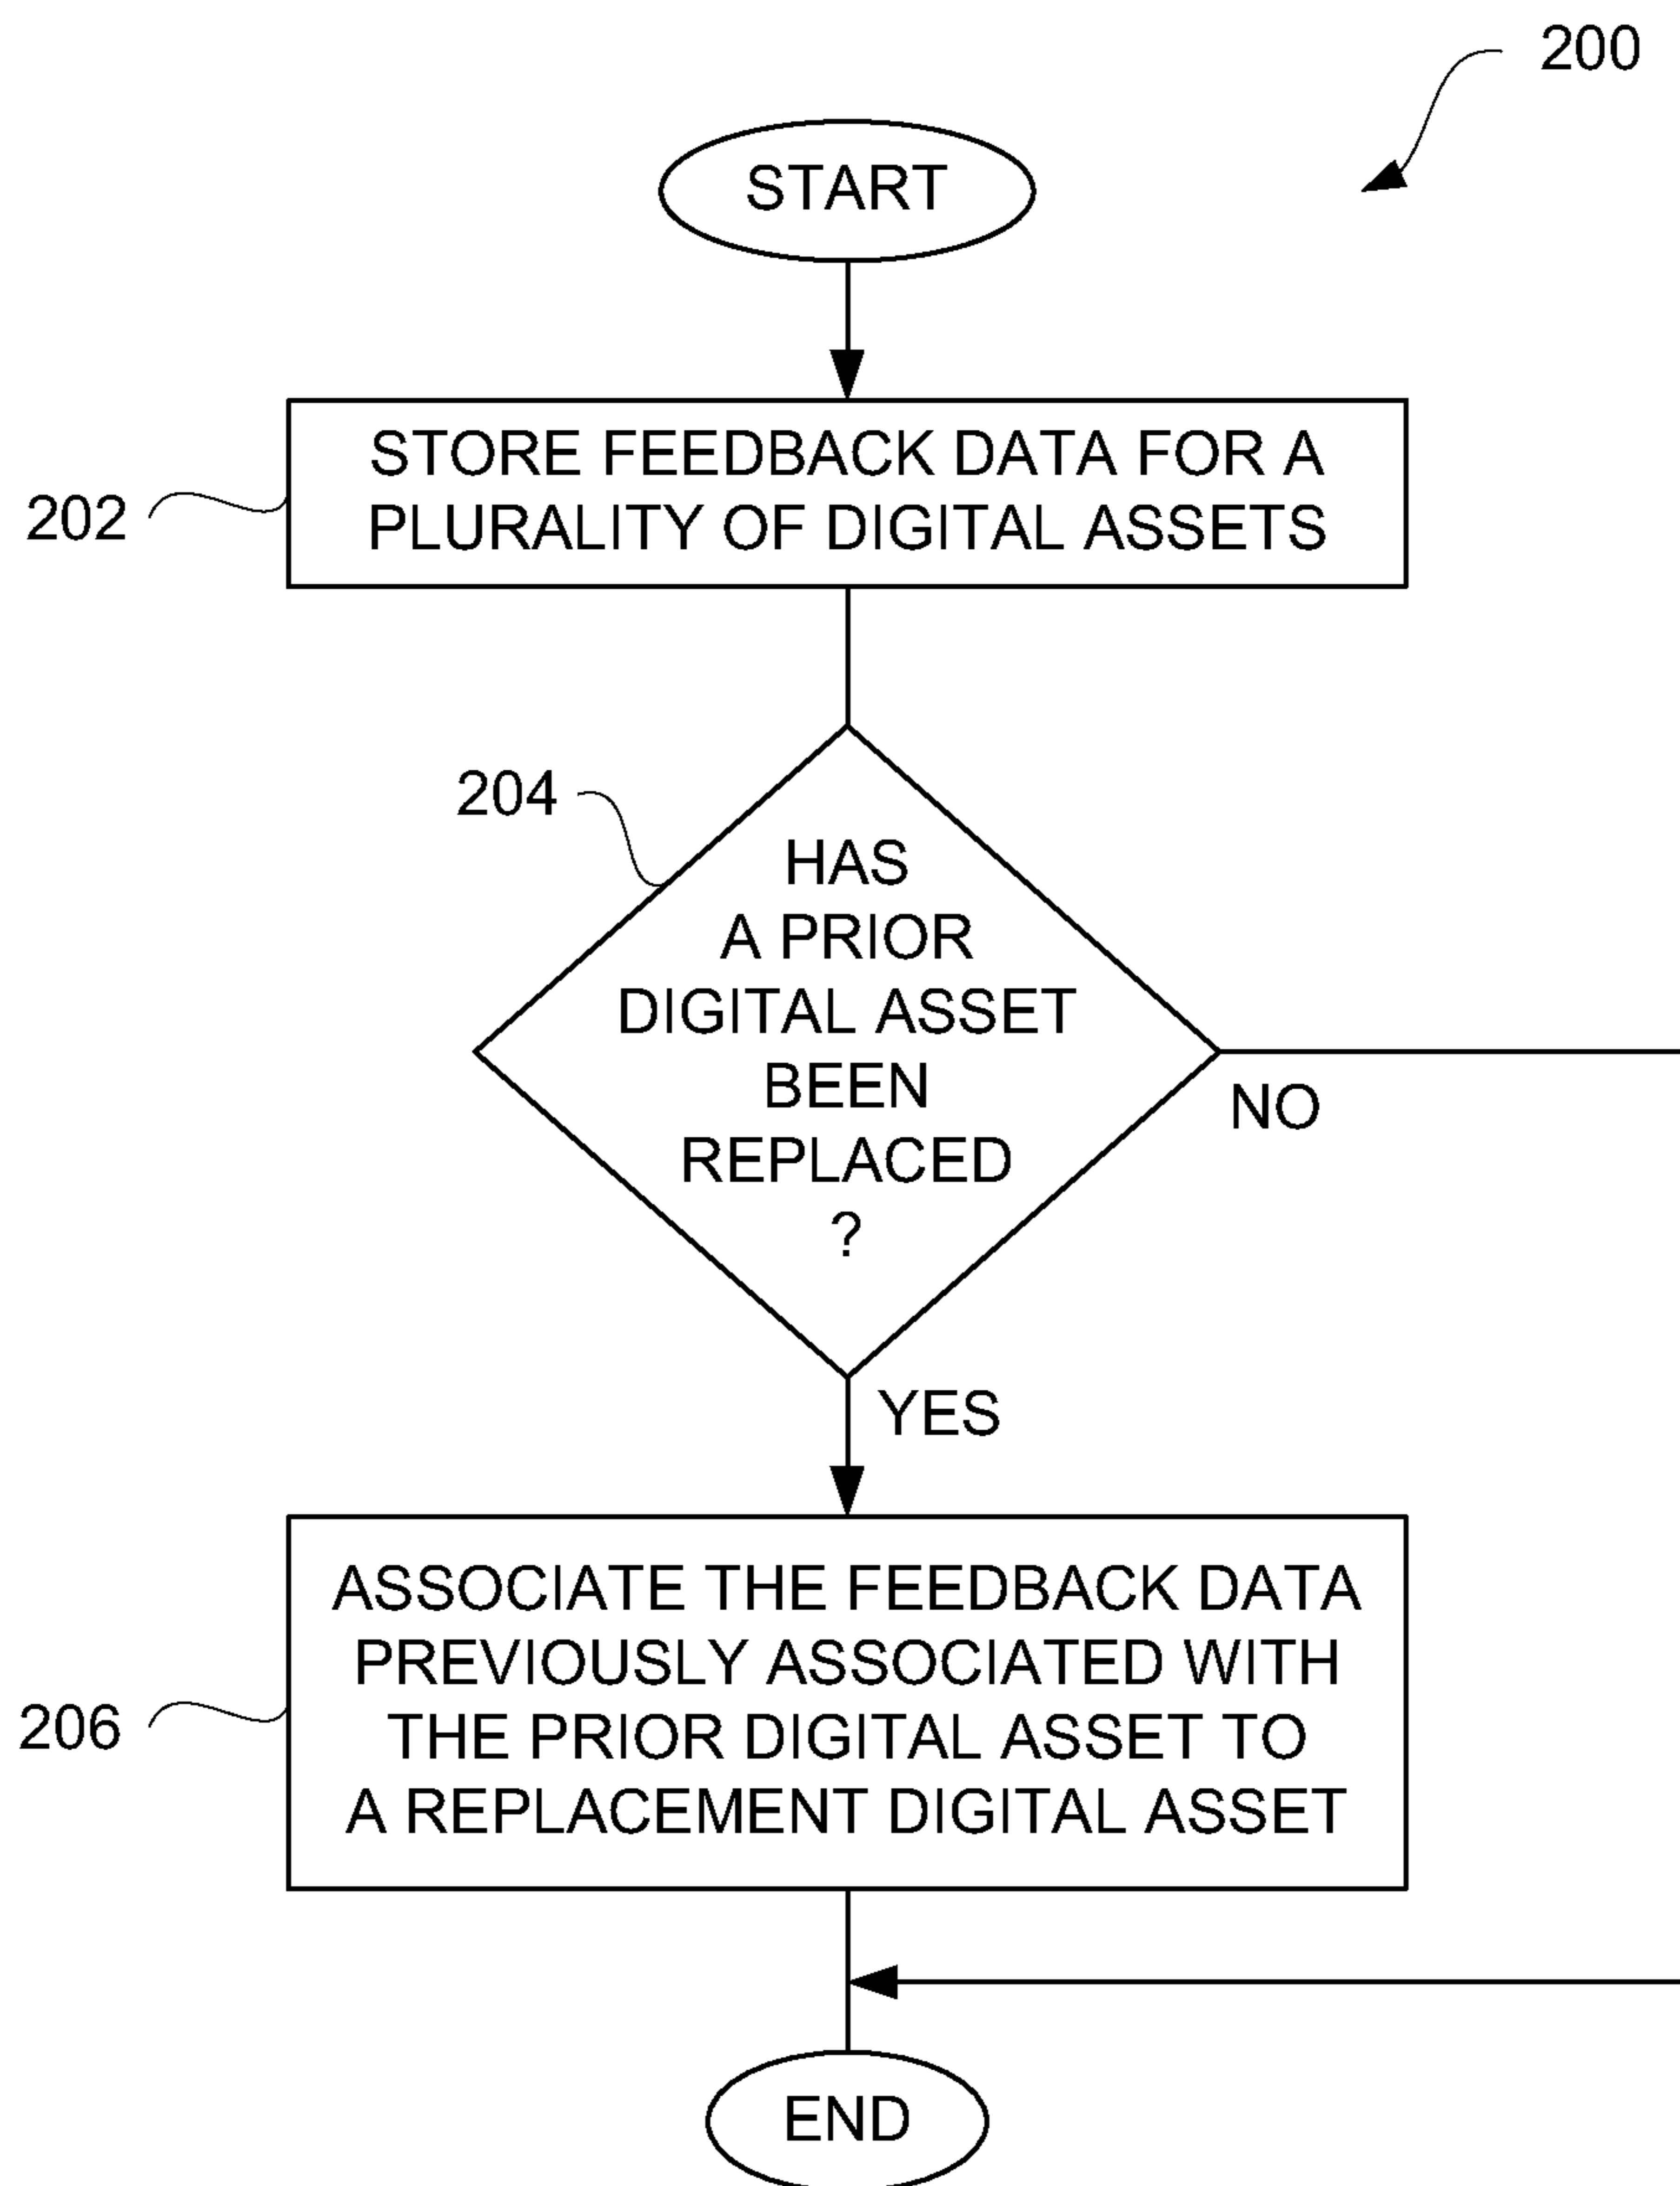 200
START
STORE FEEDBACK DATA FOR A
PLURALITY OF DIGITAL ASSETS
202
204
HAS
A PRIOR
DIGITAL ASSET
BEEN
REPLACED
?
NO
YES
ASSOCIATE THE FEEDBACK DATA
PREVIOUSLY ASSOCIATED WITH
THE PRIOR DIGITAL ASSET TO
A REPLACEMENT DIGITAL ASSET
206
END